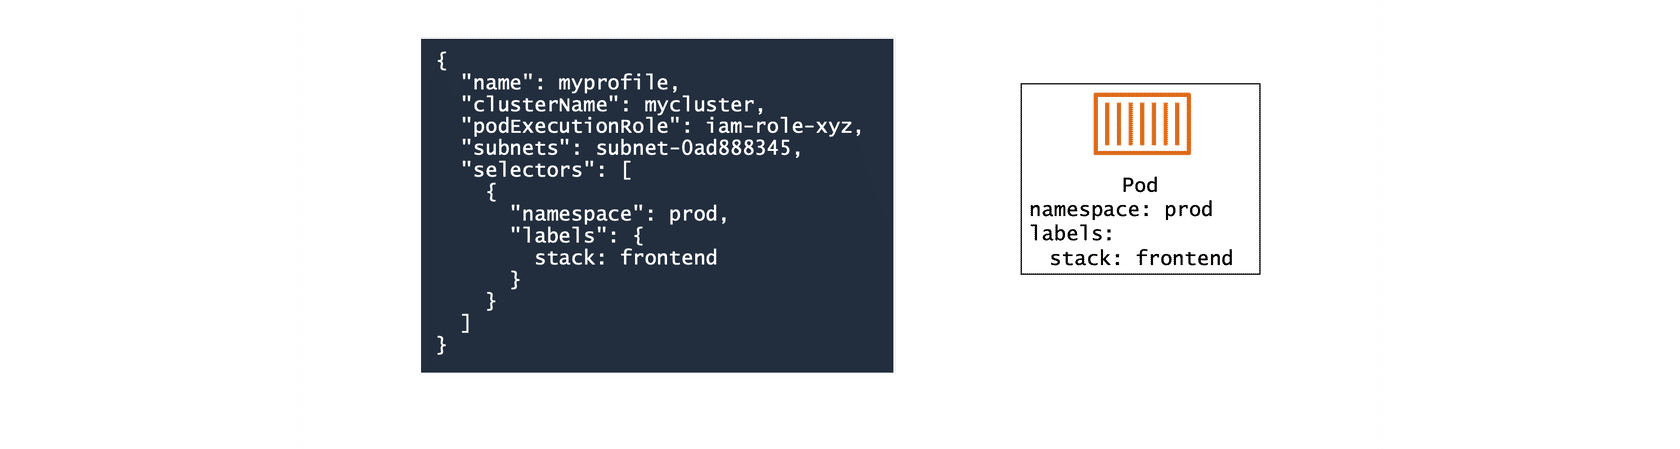 {
  "name": myprofile,
  "clusterName": mycluster,
  "podExecutionRole": iam-role-xyz,
  "subnets": subnet-0ad888345,
  "selectors": [
    {
      "namespace": prod,
      "labels": {
        stack: frontend
      }
    }
  ]
}
Pod
namespace: prod
labels:
  stack: frontend